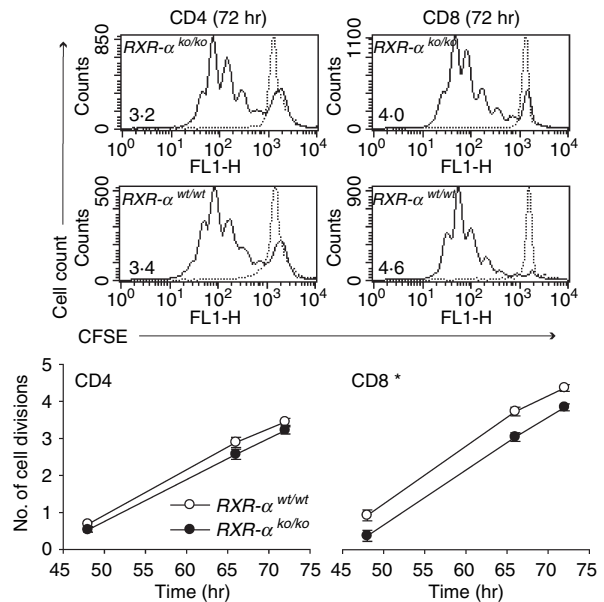 CD4 (72 hr)
CD8 (72 hr)
850
RXR-α ko/ko
Counts
0
3·2
10⁰ 10¹ 10² 10³ 10⁴
FL1-H
1100
RXR-α ko/ko
Counts
0
4·0
10⁰ 10¹ 10² 10³ 10⁴
FL1-H
500
RXR-α wt/wt
Counts
0
3·4
10⁰ 10¹ 10² 10³ 10⁴
FL1-H
900
RXR-α wt/wt
Counts
0
4·6
10⁰ 10¹ 10² 10³ 10⁴
FL1-H
Cell count
CFSE
No. of cell divisions
5
4
3
2
1
0
CD4
RXR-α wt/wt
RXR-α ko/ko
45 50 55 60 65 70 75
Time (hr)
CD8 *
45 50 55 60 65 70 75
Time (hr)